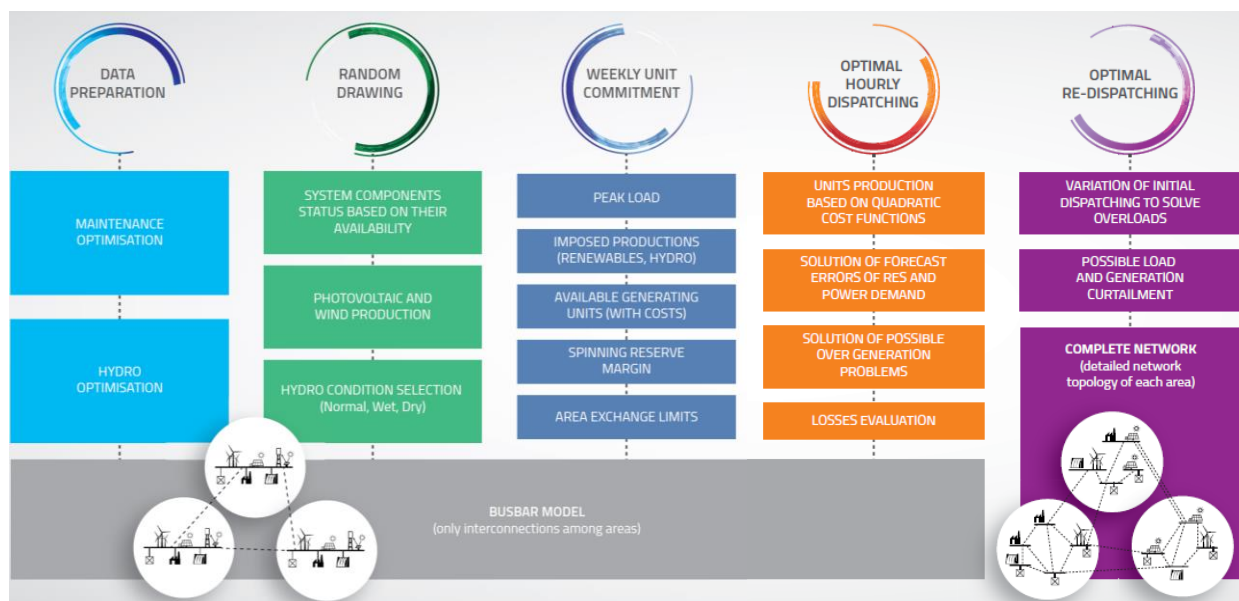 DATA
PREPARATION
RANDOM
DRAWING
WEEKLY UNIT
COMMITMENT
OPTIMAL
HOURLY
DISPATCHING
OPTIMAL
RE-DISPATCHING
MAINTENANCE
OPTIMISATION
HYDRO
OPTIMISATION
SYSTEM COMPONENTS
STATUS BASED ON THEIR
AVAILABILITY
PHOTOVOLTAIC AND
WIND PRODUCTION
HYDRO CONDITION SELECTION
(Normal, Wet, Dry)
PEAK LOAD
IMPOSED PRODUCTIONS
(RENEWABLES, HYDRO)
AVAILABLE GENERATING
UNITS (WITH COSTS)
SPINNING RESERVE
MARGIN
AREA EXCHANGE LIMITS
UNITS PRODUCTION
BASED ON QUADRATIC
COST FUNCTIONS
SOLUTION OF FORECAST
ERRORS OF RES AND
POWER DEMAND
SOLUTION OF POSSIBLE
OVER GENERATION
PROBLEMS
LOSSES EVALUATION
VARIATION OF INITIAL
DISPATCHING TO SOLVE
OVERLOADS
POSSIBLE LOAD
AND GENERATION
CURTAILMENT
COMPLETE NETWORK
(detailed network
topology of each area)
BUSBAR MODEL
(only interconnections among areas)